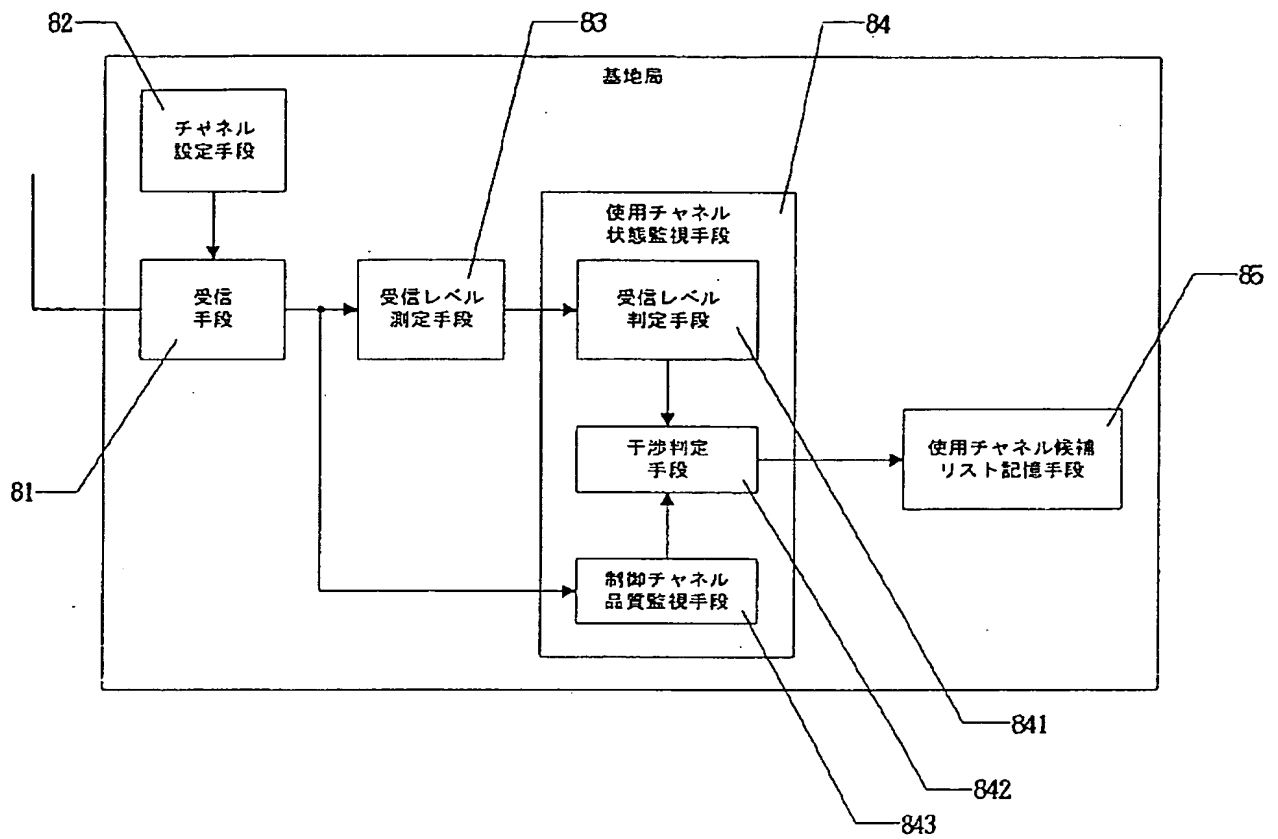 82
83
84
基地局
チャネル
設定手段
使用チャネル
状態監視手段
85
受信
手段
受信レベル
測定手段
受信レベル
判定手段
干渉判定
手段
使用チャネル候補
リスト記憶手段
81
制御チャネル
品質監視手段
841
842
843